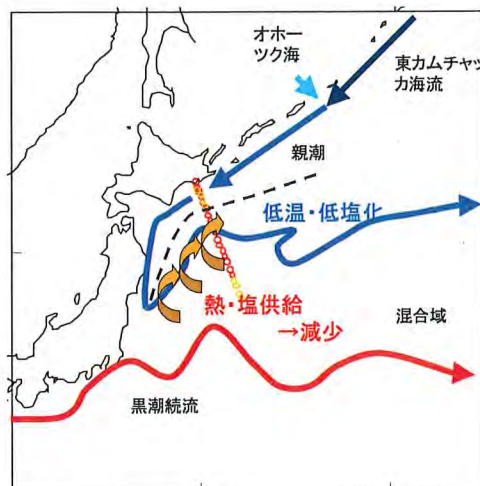 オホー
ツク海
東カムチャッ
カ海流
親潮
低温・低塩化
熱・塩供給
→減少
混合域
黒潮続流